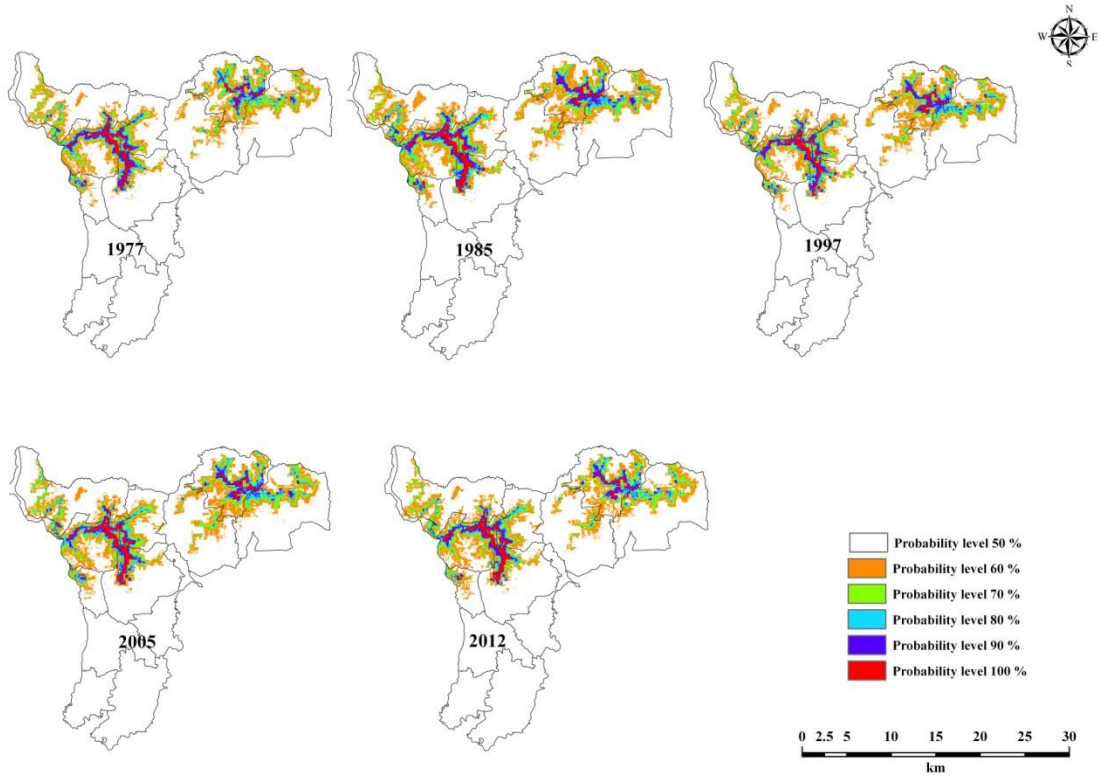 N
W E
S
1977
1985
1997
2005
2012
Probability level 50 %
Probability level 60 %
Probability level 70 %
Probability level 80 %
Probability level 90 %
Probability level 100 %
0 2.5 5 10 15 20 25 30
km